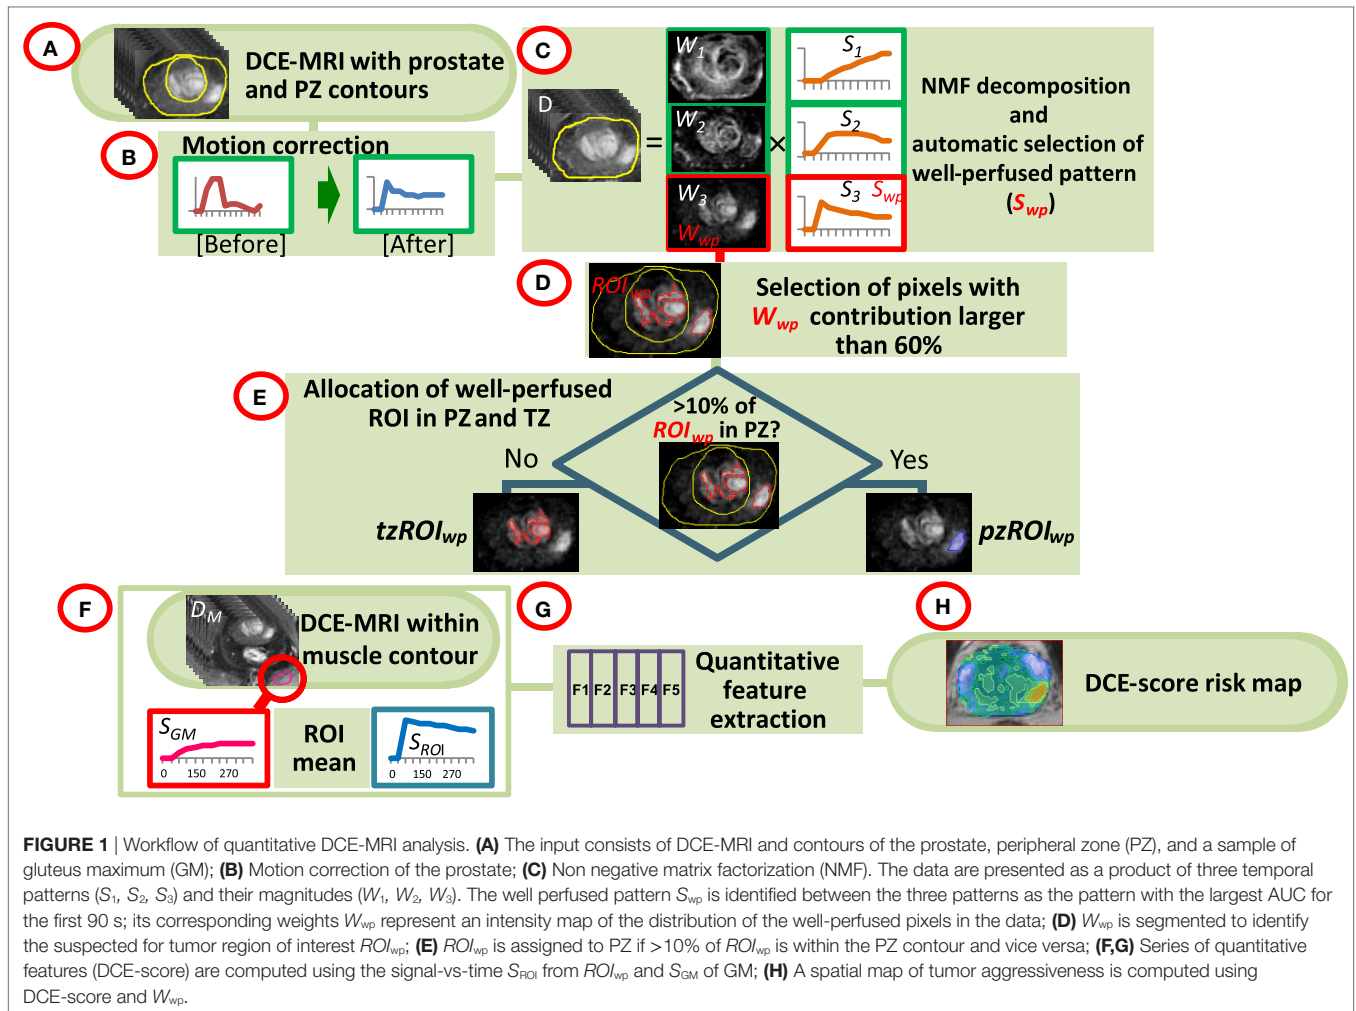 A
DCE-MRI with prostate
and PZ contours
B
Motion correction
[Before]
[After]
C
D
=
W1
W2
W3
Wwp
×
S1
S2
S3 Swp
NMF decomposition
and
automatic selection of
well-perfused pattern
(Swp)
D
ROIwp
Selection of pixels with
Wwp contribution larger
than 60%
E
Allocation of well-perfused
ROI in PZ and TZ
>10% of
ROIwp in PZ?
No
Yes
tzROIwp
pzROIwp
F
DM
DCE-MRI within
muscle contour
SGM
0 150 270
ROI
mean
SROI
0 150 270
G
F1 F2 F3 F4 F5
Quantitative
feature
extraction
H
DCE-score risk map
FIGURE 1 | Workflow of quantitative DCE-MRI analysis. (A) The input consists of DCE-MRI and contours of the prostate, peripheral zone (PZ), and a sample of
gluteus maximum (GM); (B) Motion correction of the prostate; (C) Non negative matrix factorization (NMF). The data are presented as a product of three temporal
patterns (S1, S2, S3) and their magnitudes (W1, W2, W3). The well perfused pattern Swp is identified between the three patterns as the pattern with the largest AUC for
the first 90 s; its corresponding weights Wwp represent an intensity map of the distribution of the well-perfused pixels in the data; (D) Wwp is segmented to identify
the suspected for tumor region of interest ROIwp; (E) ROIwp is assigned to PZ if >10% of ROIwp is within the PZ contour and vice versa; (F,G) Series of quantitative
features (DCE-score) are computed using the signal-vs-time SROI from ROIwp and SGM of GM; (H) A spatial map of tumor aggressiveness is computed using
DCE-score and Wwp.